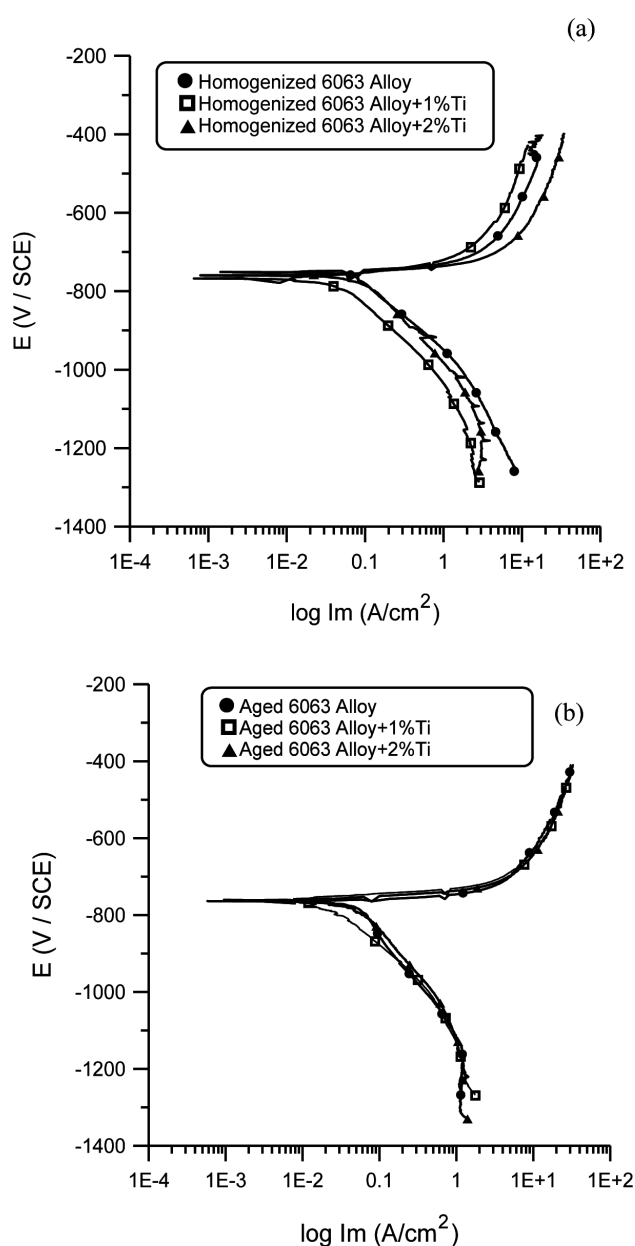 (a)
-200
Homogenized 6063 Alloy
Homogenized 6063 Alloy+1%Ti
Homogenized 6063 Alloy+2%Ti
-400
-600
-800
-1000
-1200
-1400
E (V / SCE)
1E-4 1E-3 1E-2 0.1 1 1E+1 1E+2
log Im (A/cm²)
-200
Aged 6063 Alloy
Aged 6063 Alloy+1%Ti
Aged 6063 Alloy+2%Ti
(b)
-400
-600
-800
-1000
-1200
-1400
E (V / SCE)
1E-4 1E-3 1E-2 0.1 1 1E+1 1E+2
log Im (A/cm²)